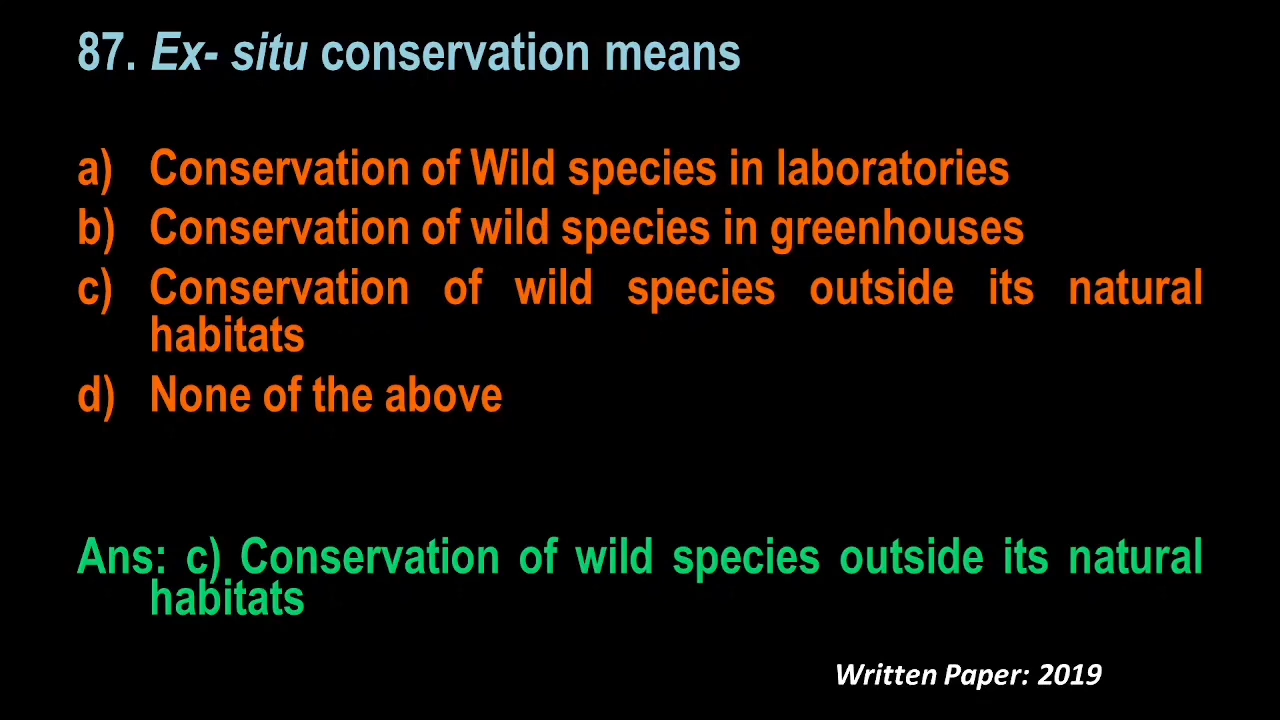 87. Ex- situ conservation means
a) Conservation of Wild species in laboratories
b) Conservation of wild species in greenhouses
c) Conservation of wild species outside its natural
habitats
d) None of the above
Ans: c) Conservation of wild species outside its natural
habitats
Written Paper: 2019